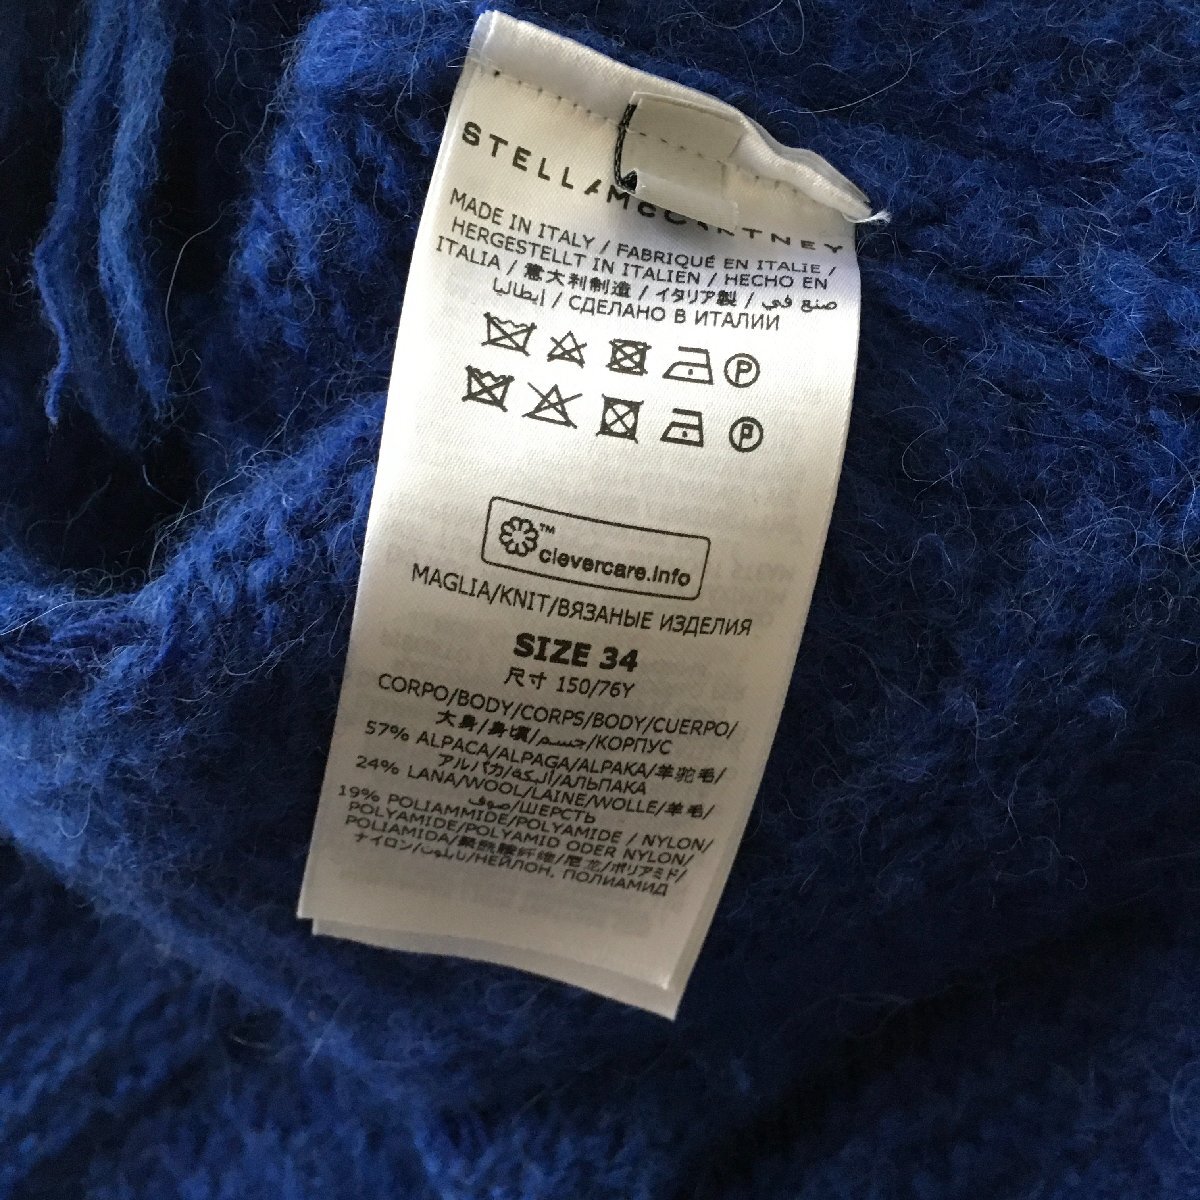 STELLA McCARTNEY
MADE IN ITALY / FABRIQUÉ EN ITALIE /
HERGESTELLT IN ITALIEN / HECHO EN
ITALIA / 意大利制造 / イタリア製 / صنع في
إيطاليا / СДЕЛАНО В ИТАЛИИ
P
P
™
clevercare.info
MAGLIA/KNIT/ВЯЗАНЫЕ ИЗДЕЛИЯ
SIZE 34
尺寸 150/76Y
CORPO/BODY/CORPS/BODY/CUERPO/
大身/身頃/جسم/КОРПУС
57% ALPACA/ALPAGA/ALPAKA/羊驼毛/
アルパカ/ألبكة/АЛЬПАКА
24% LANA/WOOL/LAINE/WOLLE/羊毛/
صوف/ШЕРСТЬ
19% POLIAMMIDE/POLYAMIDE / NYLON/
POLYAMIDE/POLYAMID ODER NYLON/
POLIAMIDA/聚酰胺纤维/尼龙/ポリアミド/
ナイロン/نايلون/НЕЙЛОН, ПОЛИАМИД